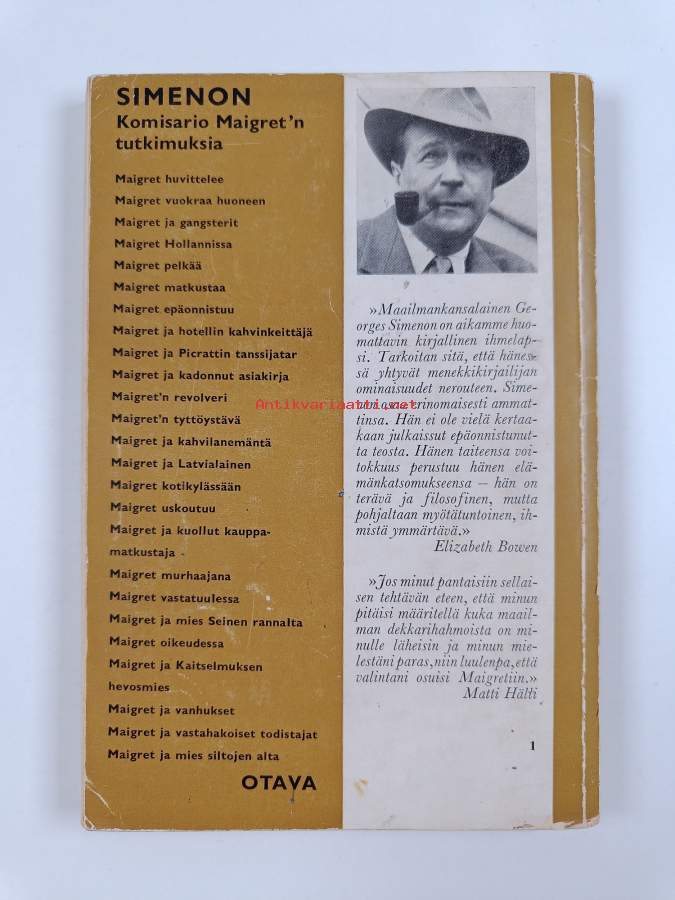 SIMENON
Komisario Maigret'n
tutkimuksia
Maigret huvittelee
Maigret vuokraa huoneen
Maigret ja gangsterit
Maigret Hollannissa
Maigret pelkää
Maigret matkustaa
Maigret epäonnistuu
Maigret ja hotellin kahvinkeittäjä
Maigret ja Picrattin tanssijatar
Maigret ja kadonnut asiakirja
Maigret'n revolveri
Maigret'n tyttöystävä
Maigret ja kahvilanemäntä
Maigret ja Latvialainen
Maigret kotikylässään
Maigret uskoutuu
Maigret ja kuollut kauppa-
matkustaja
Maigret murhaajana
Maigret vastatuulessa
Maigret ja mies Seinen rannalta
Maigret oikeudessa
Maigret ja Kaitselmuksen
hevosmies
Maigret ja vanhukset
Maigret ja vastahakoiset todistajat
Maigret ja mies siltojen alta
OTAVA
»Maailmankansalainen Ge-
orges Simenon on aikamme huo-
mattavin kirjallinen ihmelap-
si. Tarkoitan sitä, että hänes-
sä yhtyvät menekkikirjailijan
ominaisuudet nerouteen. Sime-
Antikvariaatti.net
non osaa erinomaisesti ammat-
tinsa. Hän ei ole vielä kertaa-
kaan julkaissut epäonnistunut-
ta teosta. Hänen taiteensa voi-
tokkuus perustuu hänen elä-
mänkatsomukseensa — hän on
terävä ja filosofinen, mutta
pohjaltaan myötätuntoinen, ih-
mistä ymmärtävä.»
Elizabeth Bowen
»Jos minut pantaisiin sellai-
sen tehtävän eteen, että minun
pitäisi määritellä kuka maail-
man dekkarihahmoista on mi-
nulle läheisin ja minun mie-
lestäni paras, niin luulenpa, että
valintani osuisi Maigretiin.»
Matti Hälli
1